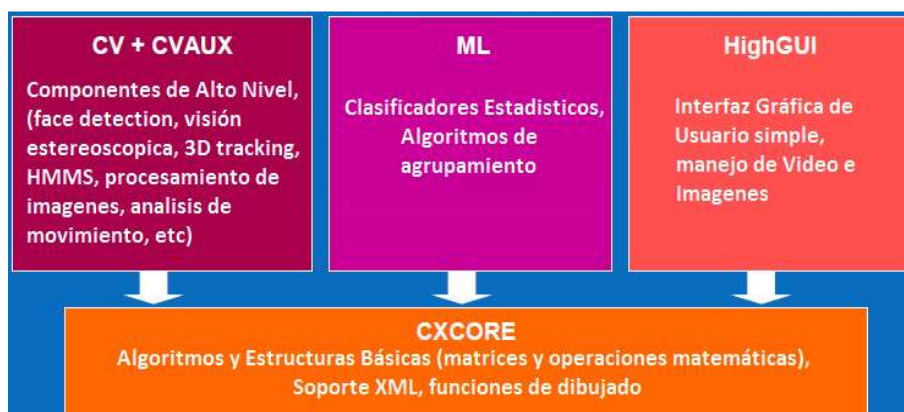 CV + CVAUX
Componentes de Alto Nivel,
(face detection, visión
estereoscopica, 3D tracking,
HMMS, procesamiento de
imagenes, analisis de
movimiento, etc)
ML
Clasificadores Estadisticos,
Algoritmos de
agrupamiento
HighGUI
Interfaz Gráfica de
Usuario simple,
manejo de Video e
Imagenes
CXCORE
Algoritmos y Estructuras Básicas (matrices y operaciones matemáticas),
Soporte XML, funciones de dibujado